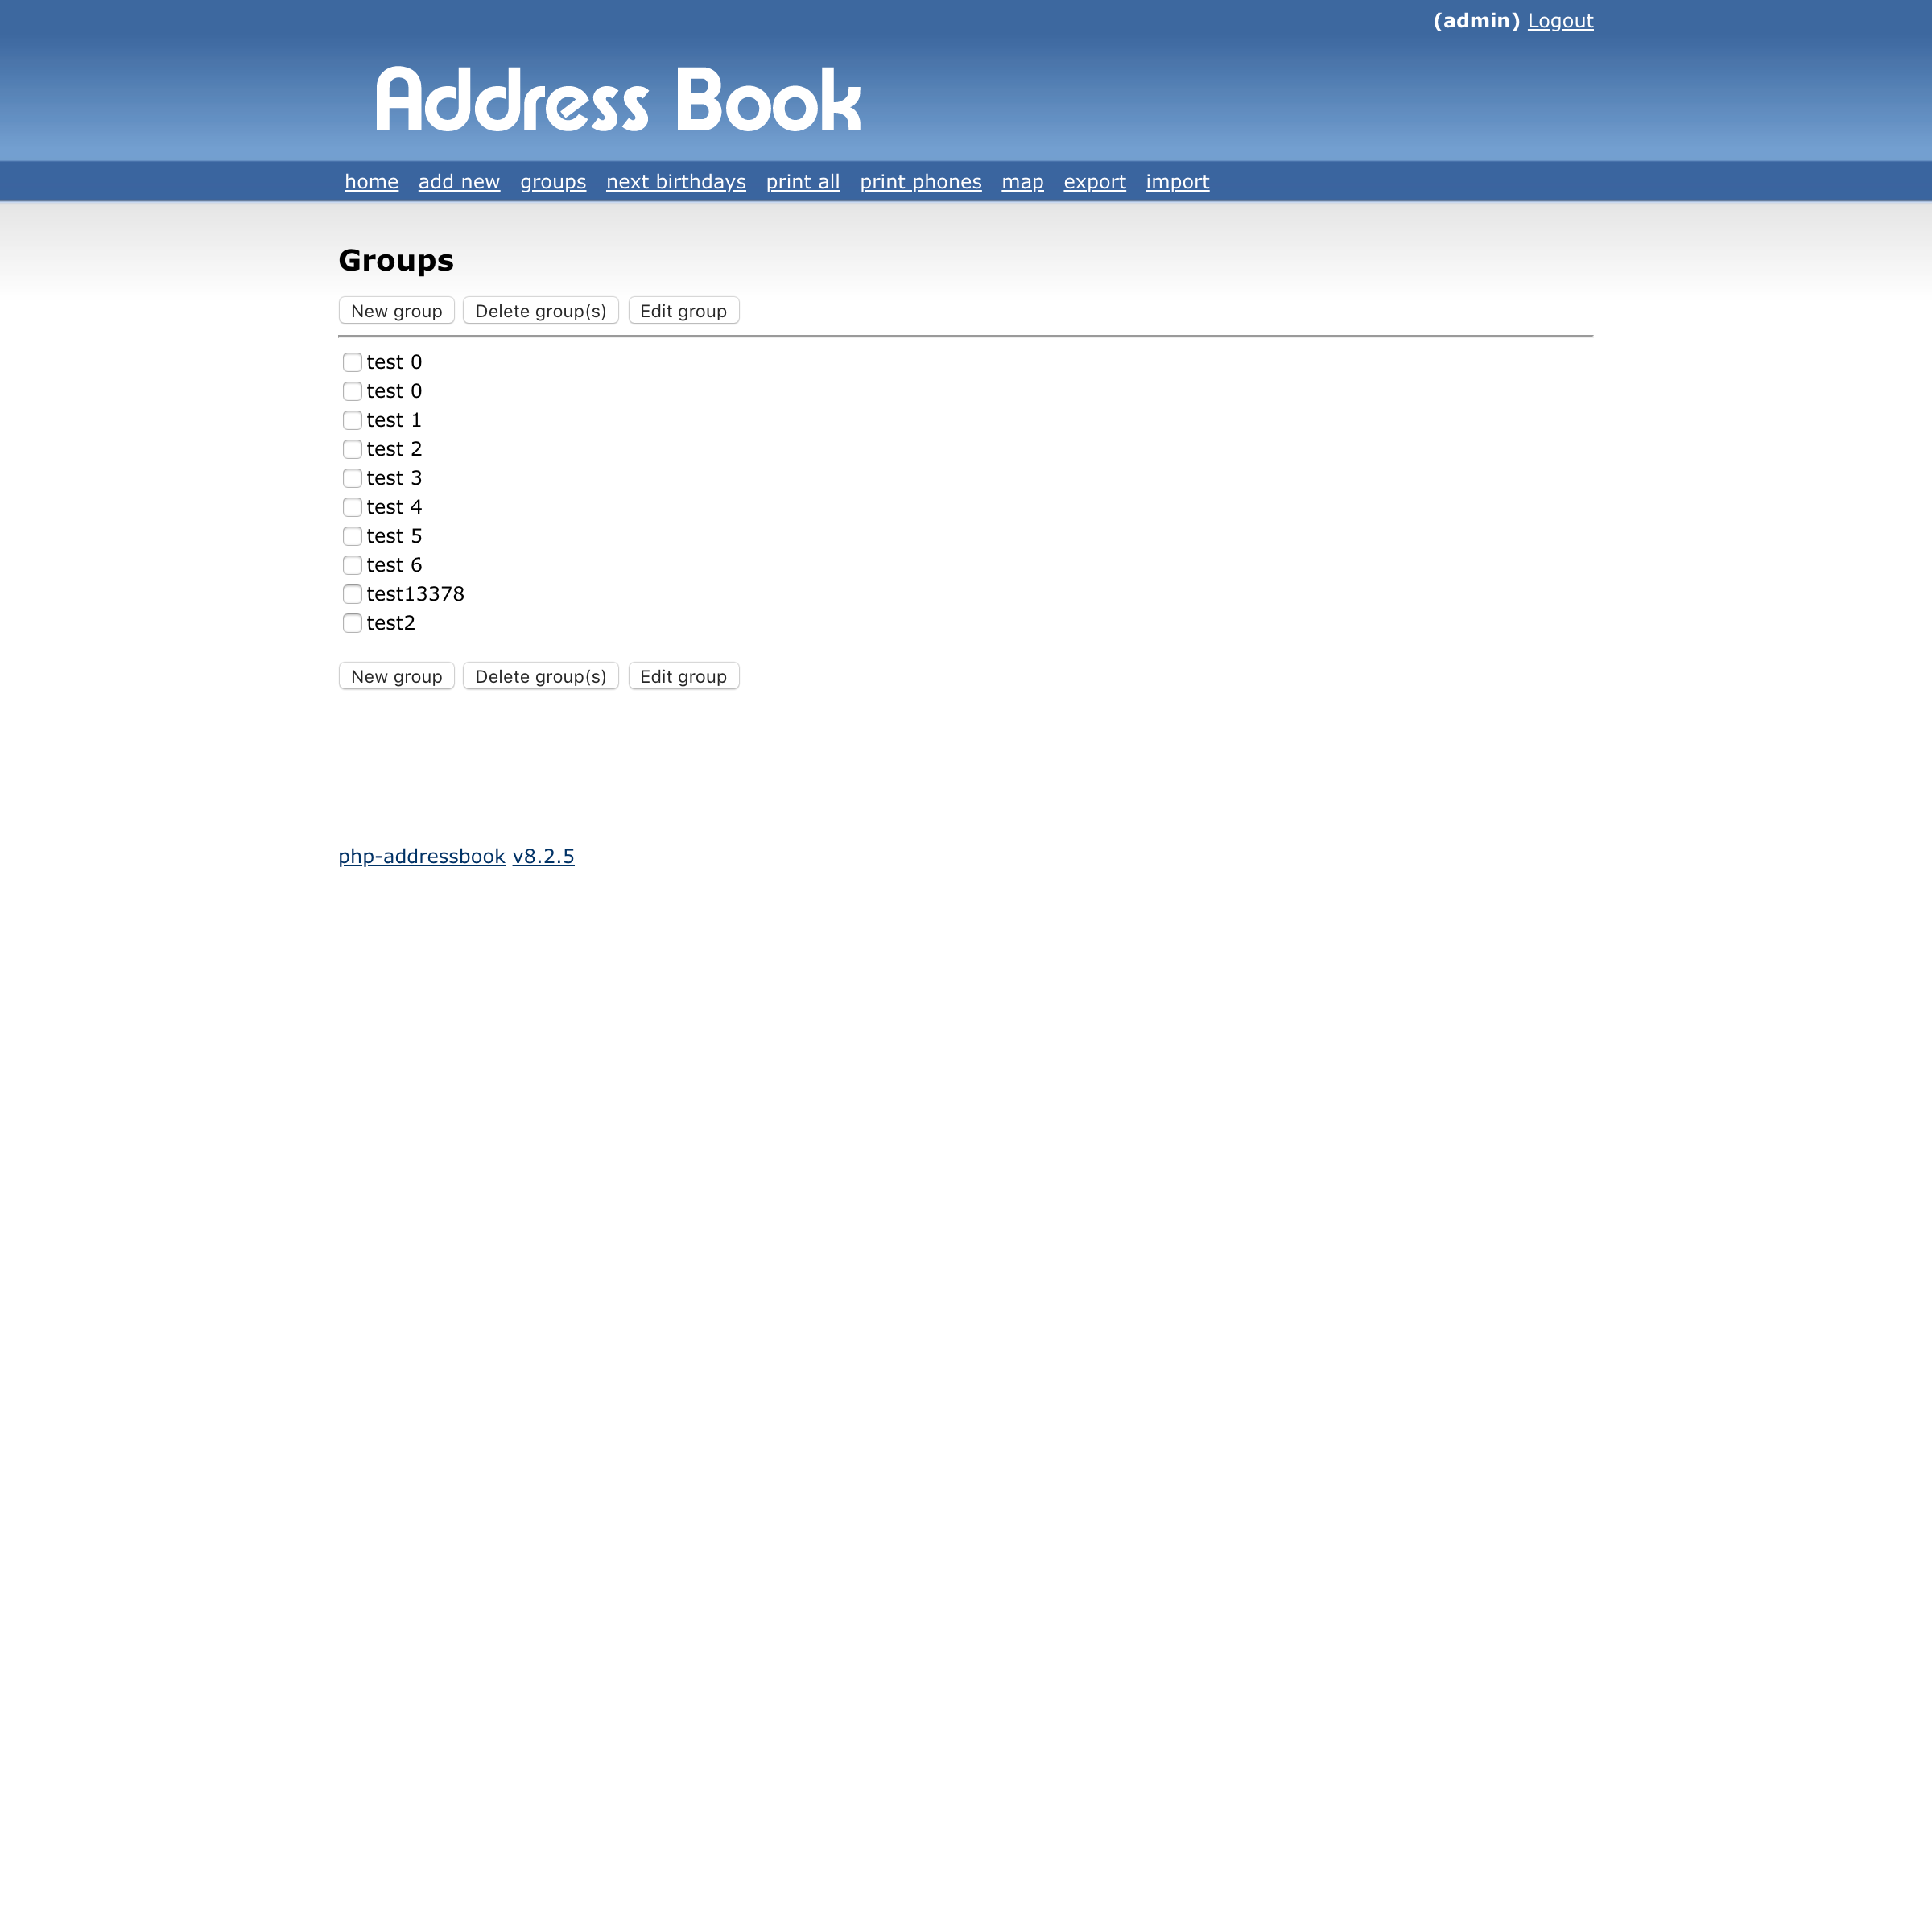 (admin) Logout
Address Book
home add new groups next birthdays print all print phones map export import
Groups
New group Delete group(s) Edit group
test 0
test 0
test 1
test 2
test 3
test 4
test 5
test 6
test13378
test2
New group Delete group(s) Edit group
php-addressbook v8.2.5